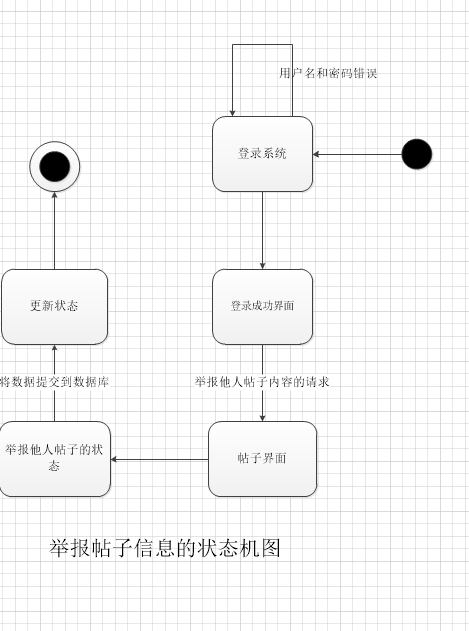 用户名和密码错误
登录系统
更新状态
登录成功界面
将数据提交到数据库
举报他人帖子内容的请求
举报他人帖子的状
态
帖子界面
举报帖子信息的状态机图